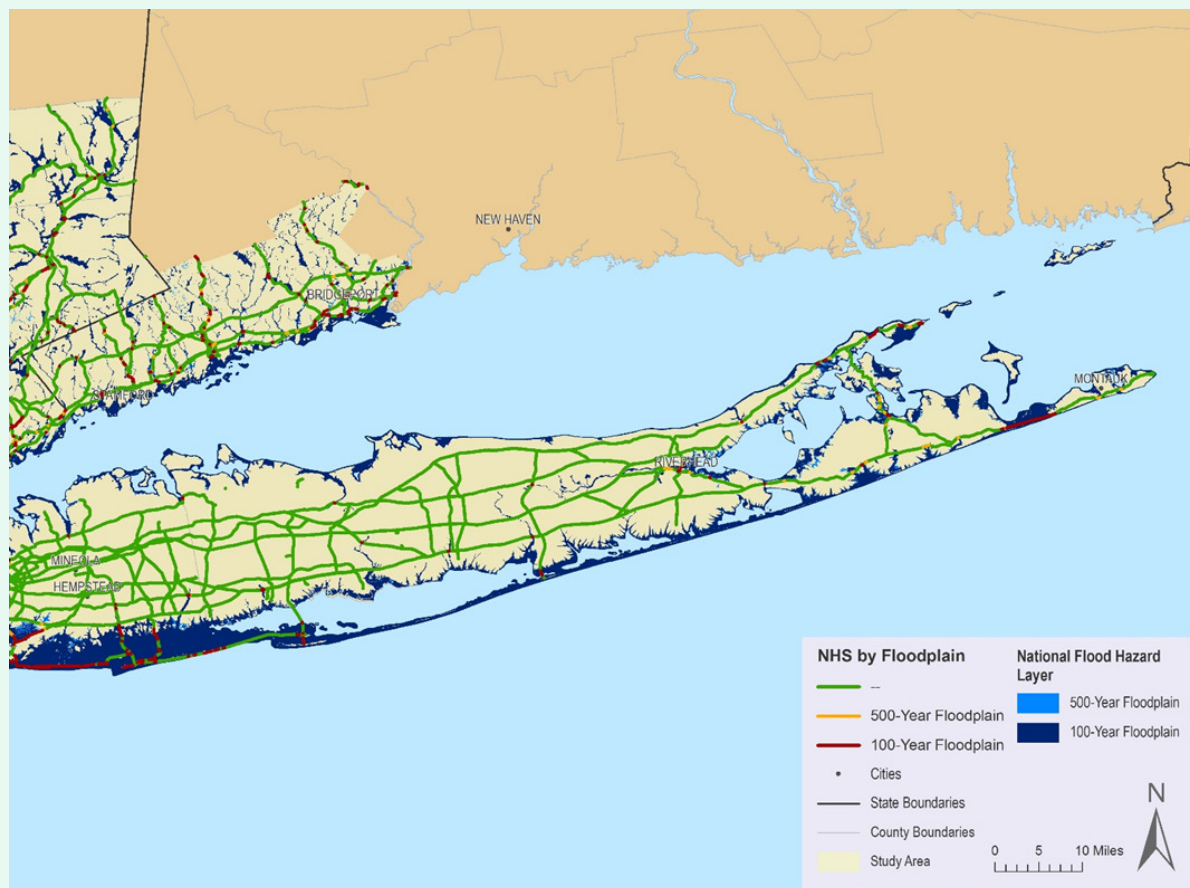 NEW HAVEN
BRIDGEPORT
STAMFORD
MONTAUK
RIVERHEAD
MINEOLA
HEMPSTEAD
NHS by Floodplain
--
500-Year Floodplain
100-Year Floodplain
Cities
State Boundaries
County Boundaries
Study Area
National Flood Hazard
Layer
500-Year Floodplain
100-Year Floodplain
N
0 5 10 Miles